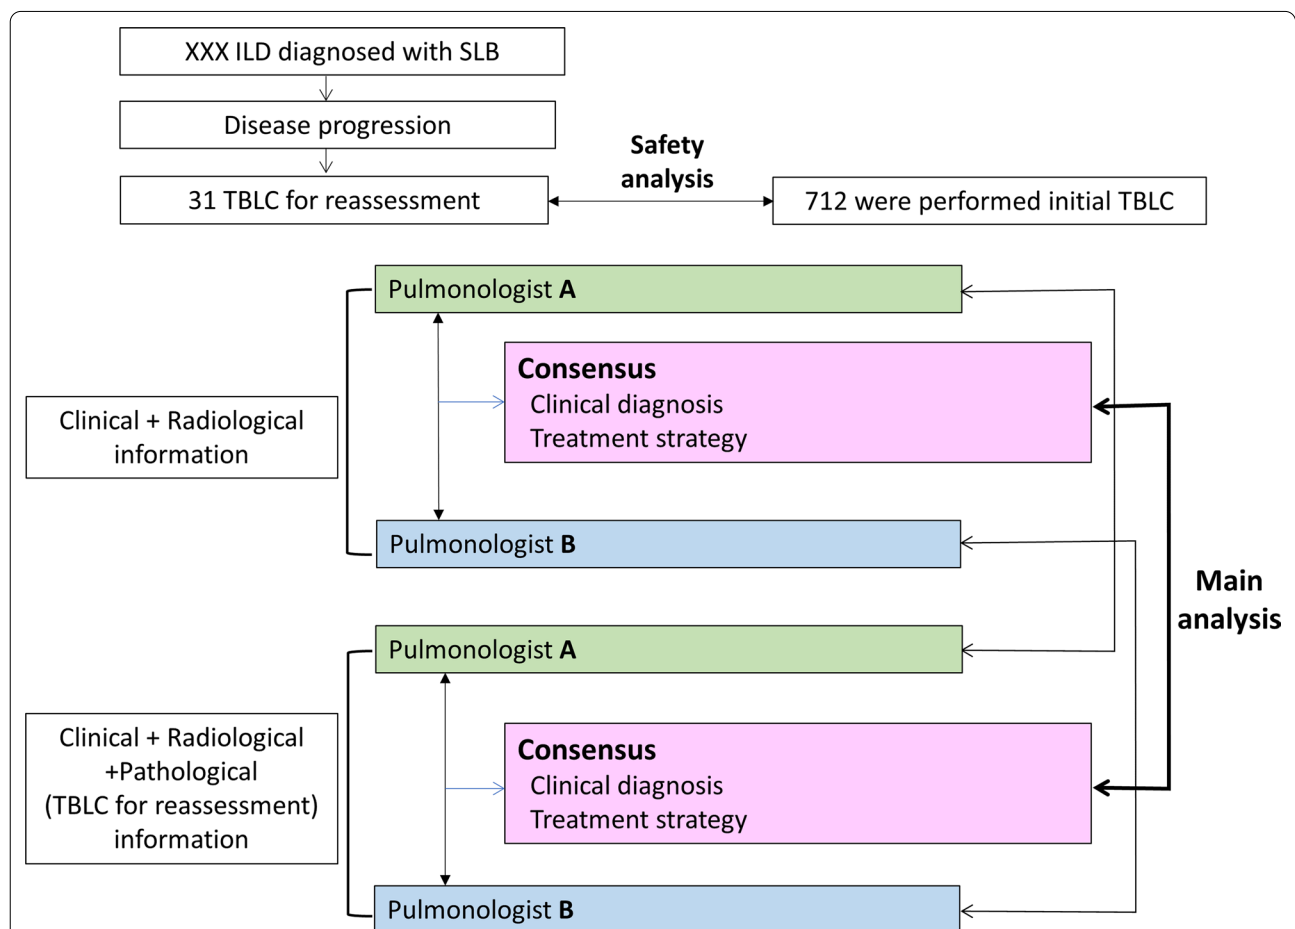 XXX ILD diagnosed with SLB
Disease progression
Safety
analysis
31 TBLC for reassessment
712 were performed initial TBLC
Pulmonologist A
Consensus
Clinical diagnosis
Treatment strategy
Clinical + Radiological
information
Pulmonologist B
Main
analysis
Pulmonologist A
Clinical + Radiological
+Pathological
(TBLC for reassessment)
information
Consensus
Clinical diagnosis
Treatment strategy
Pulmonologist B